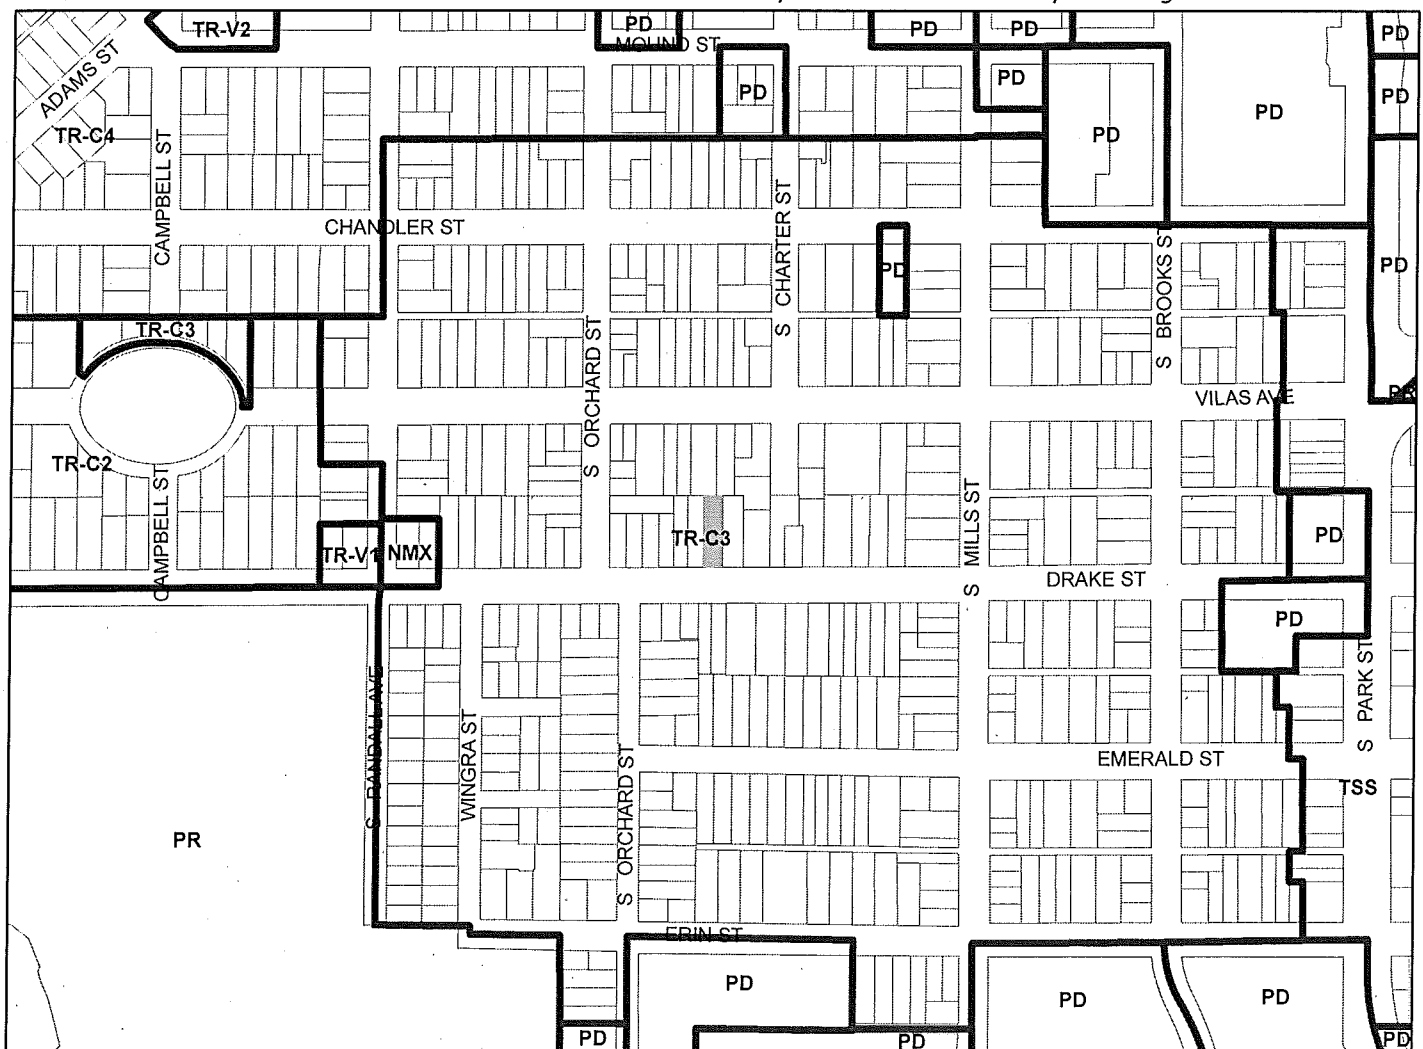 TR-V2
PD
PD
PD
PD
MOUND ST
ADAMS ST
PD
PD
PD
PD
PD
TR-C4
CAMPBELL ST
CHANDLER ST
S CHARTER ST
S BROOKS ST
PD
PD
TR-C3
S ORCHARD ST
VILAS AVE
PR
TR-C2
CAMPBELL ST
TR-V1
NMX
TR-C3
S MILLS ST
DRAKE ST
PD
PD
S RANDALL AVE
WINGRA ST
S ORCHARD ST
EMERALD ST
S PARK ST
TSS
PR
ERIN ST
PD
PD
PD
PD
PD
PD